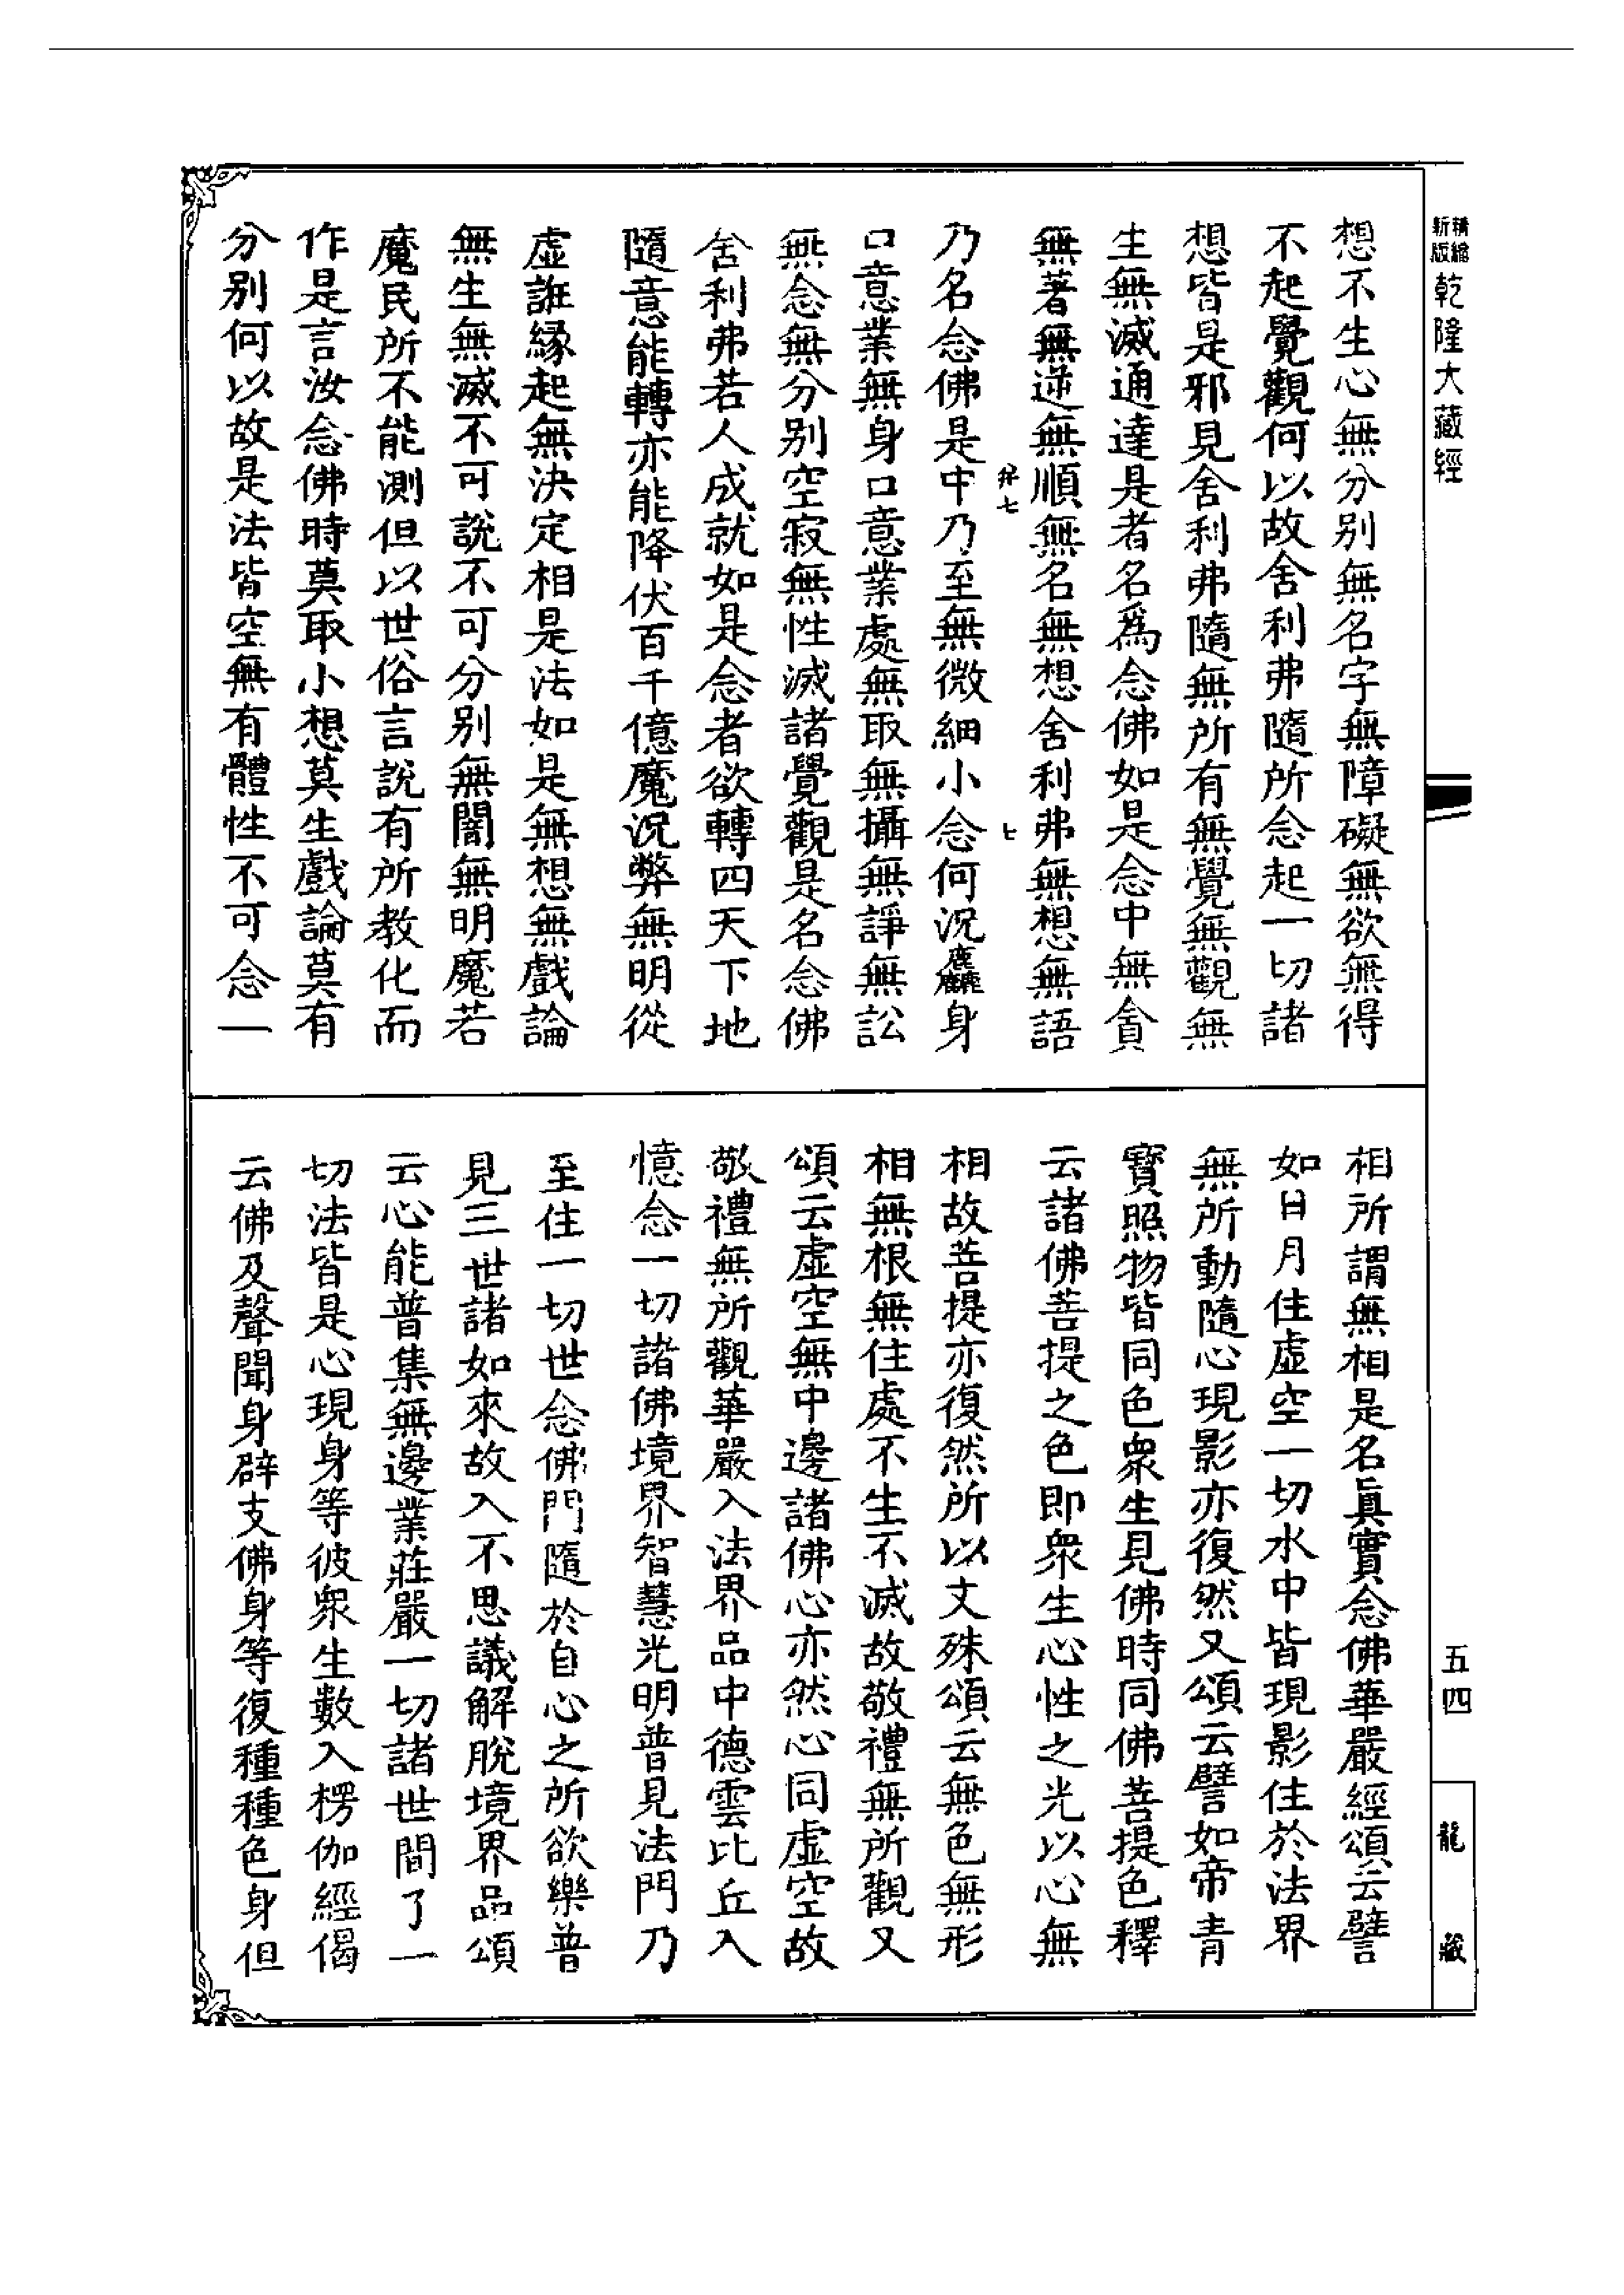 精縮
新版
乾隆大藏經
想不生心無分別無名字無障礙無欲無得
不起覺觀何以故舍利弗隨所念起一切諸
想皆是邪見舍利弗隨無所有無覺無觀無
生無滅通達是者名爲念佛如是念中無貪
無著無逆無順無名無想舍利弗無想無語
七
七
乃名念佛是中乃至無微細小念何況麤身
口意業無身口意業處無取無攝無諍無訟
無念無分別空寂無性滅諸覺觀是名念佛
舍利弗若人成就如是念者欲轉四天下地
隨意能轉亦能降伏百千億魔況弊無明從
虛誑緣起無決定相是法如是無想無戲論
無生無滅不可說不可分別無闇無明魔若
魔民所不能測但以世俗言說有所教化而
作是言汝念佛時莫取小想莫生戲論莫有
分別何以故是法皆空無有體性不可念一
相所謂無相是名眞實念佛華嚴經頌云譬
如日月住虛空一切水中皆現影住於法界
無所動隨心現影亦復然又頌云譬如帝青
寶照物皆同色衆生見佛時同佛菩提色釋
云諸佛菩提之色即衆生心性之光以心無
相故菩提亦復然所以文殊頌云無色無形
相無根無住處不生不滅故敬禮無所觀又
頌云虛空無中邊諸佛心亦然心同虛空故
敬禮無所觀華嚴入法界品中德雲比丘入
憶念一切諸佛境界智慧光明普見法門乃
至住一切世念佛門隨於自心之所欲樂普
見三世諸如來故入不思議解脫境界品頌
云心能普集無邊業莊嚴一切諸世間了一
切法皆是心現身等彼衆生數入楞伽經偈
云佛及聲聞身辟支佛身等復種種色身但
五四
龍藏